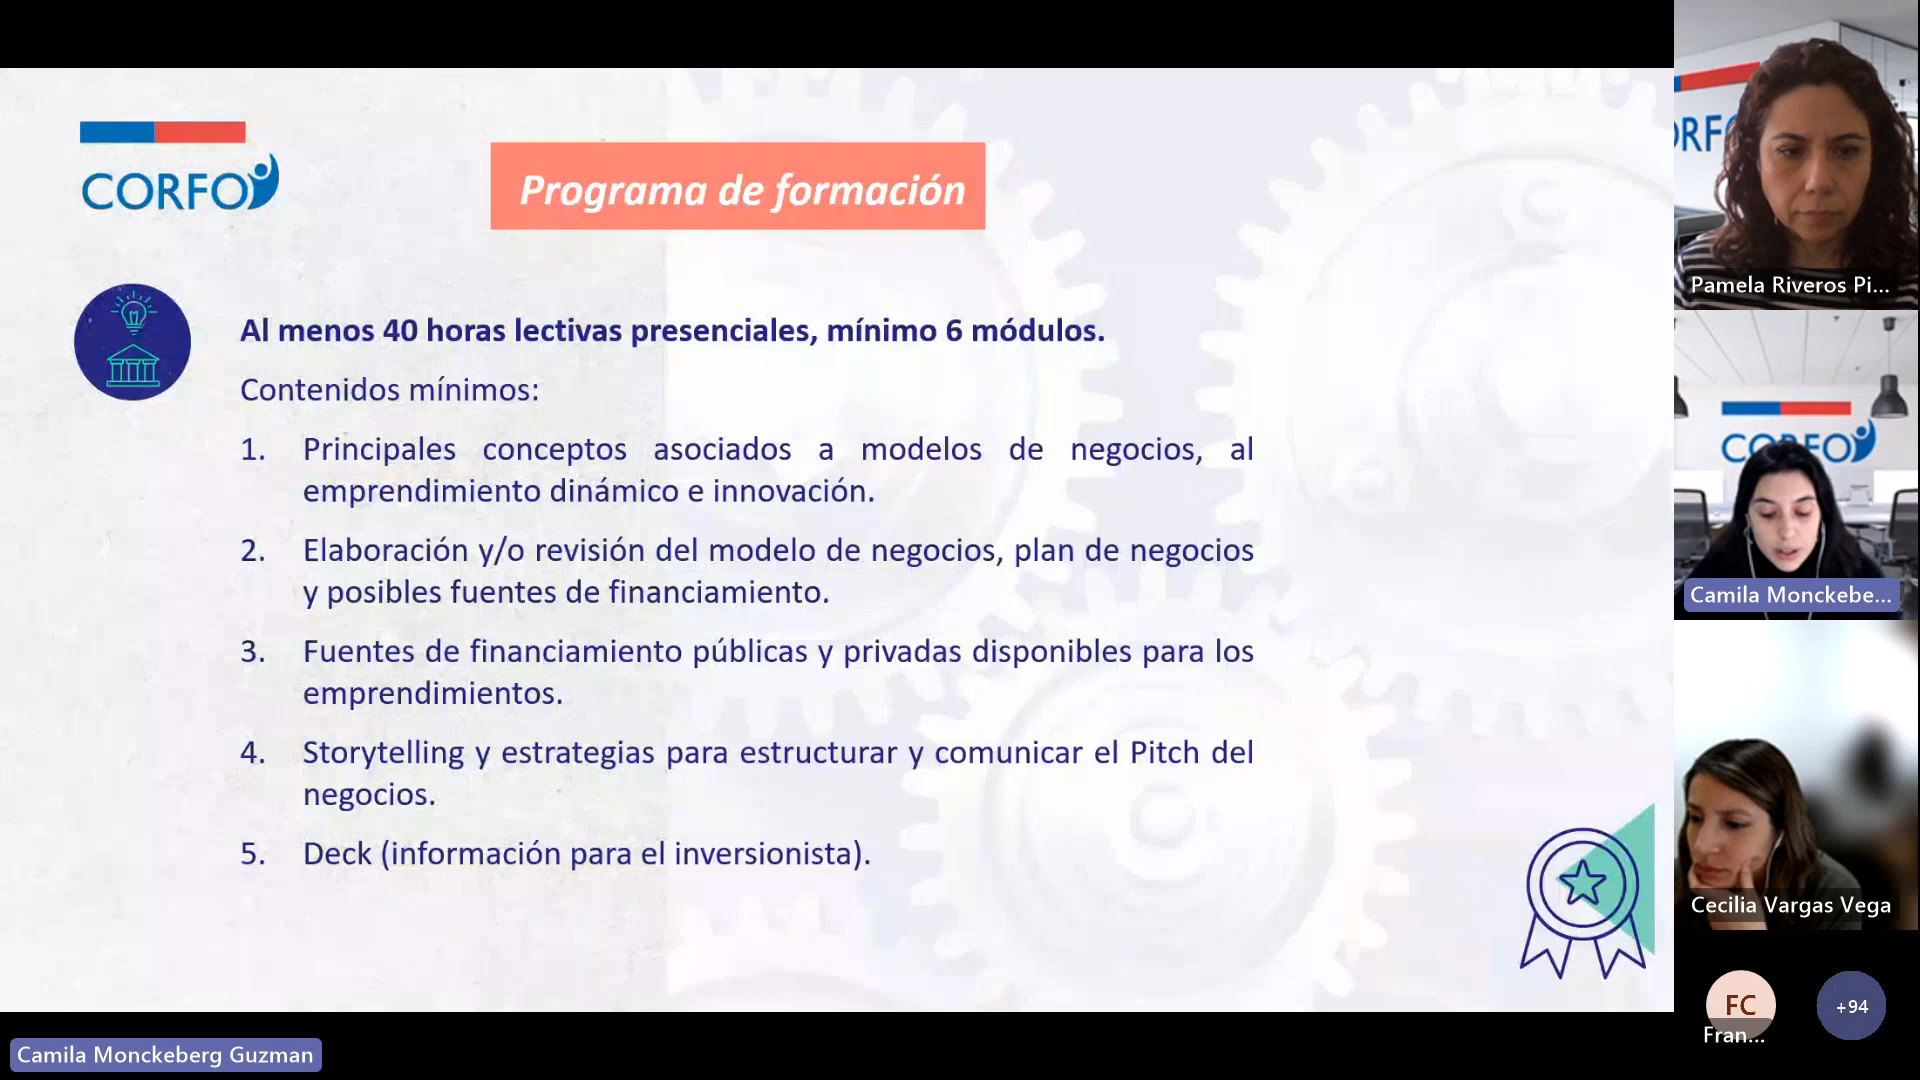 CORFO
Programa de formación
Al menos 40 horas lectivas presenciales, mínimo 6 módulos.
Contenidos mínimos:
1. Principales conceptos asociados a modelos de negocios, al
emprendimiento dinámico e innovación.
2. Elaboración y/o revisión del modelo de negocios, plan de negocios
y posibles fuentes de financiamiento.
3. Fuentes de financiamiento públicas y privadas disponibles para los
emprendimientos.
4. Storytelling y estrategias para estructurar y comunicar el Pitch del
negocios.
5. Deck (información para el inversionista).
Camila Monckeberg Guzman
ORFO
Pamela Riveros Pi...
CORFO
Camila Monckebe...
Cecilia Vargas Vega
FC
Fran...
+94